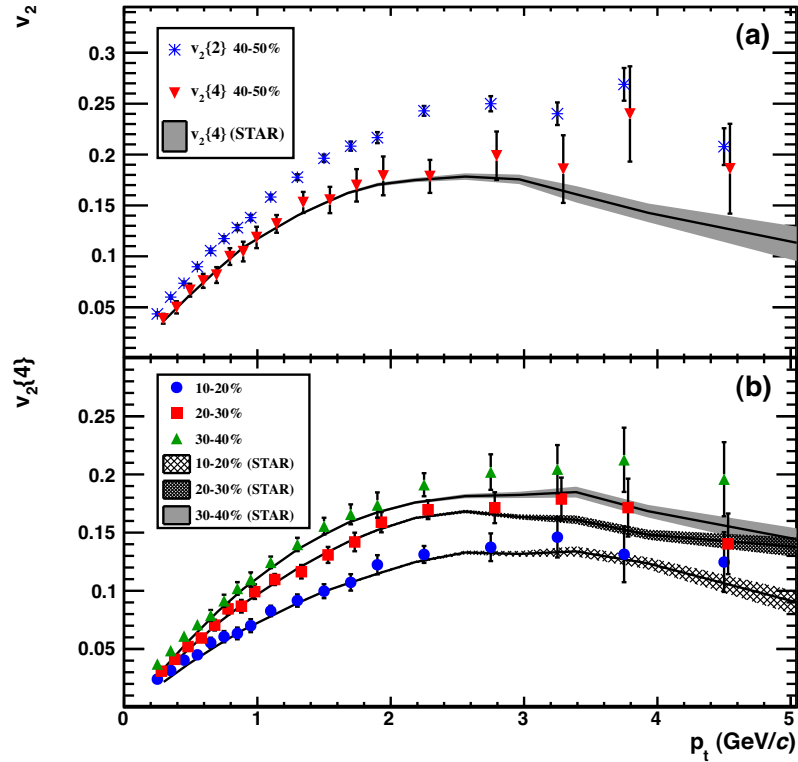 v2
(a)
v2{2} 40-50%
v2{4} 40-50%
v2{4} (STAR)
0.3
0.25
0.2
0.15
0.1
0.05
v2{4}
(b)
10-20%
20-30%
30-40%
10-20% (STAR)
20-30% (STAR)
30-40% (STAR)
0.25
0.2
0.15
0.1
0.05
0 1 2 3 4 5
pt (GeV/c)